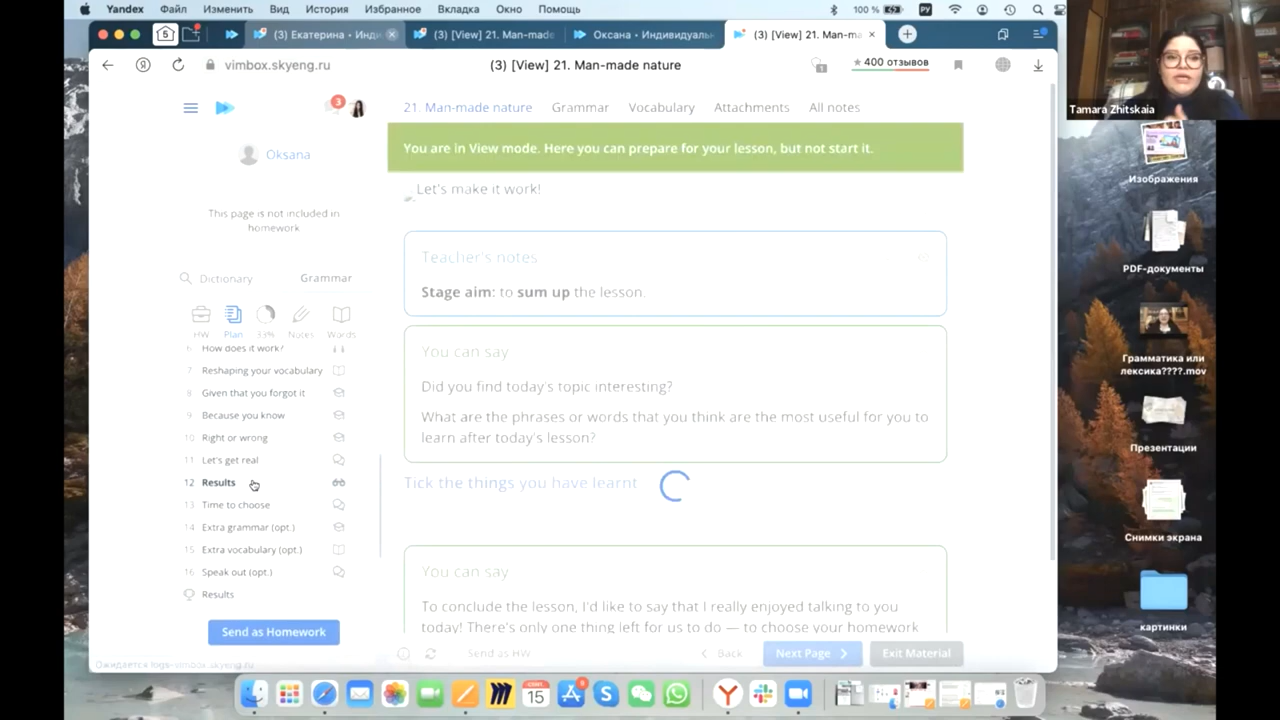 Yandex Файл Изменить Вид История Избранное Вкладка Окно Помощь 100 % РУ
5 (3) Екатерина • Инди (3) [View] 21. Man-made Оксана • Индивидуаль (3) [View] 21. Man-ma
vimbox.skyeng.ru (3) [View] 21. Man-made nature 1 ★ 400 отзывов
Tamara Zhitskaia
3
21. Man-made nature Grammar Vocabulary Attachments All notes
Oksana
You are in View mode. Here you can prepare for your lesson, but not start it.
Let's make it work!
This page is not included in
homework
Teacher's notes
Stage aim: to sum up the lesson.
Dictionary Grammar
HW Plan 33% Notes Words
6 How does it work?
7 Reshaping your vocabulary
8 Given that you forgot it
9 Because you know
10 Right or wrong
11 Let's get real
12 Results
13 Time to choose
14 Extra grammar (opt.)
15 Extra vocabulary (opt.)
16 Speak out (opt.)
Results
Send as Homework
You can say
Did you find today's topic interesting?
What are the phrases or words that you think are the most useful for you to
learn after today's lesson?
Tick the things you have learnt
You can say
To conclude the lesson, I'd like to say that I really enjoyed talking to you
today! There's only one thing left for us to do — to choose your homework
Send as HW Back Next Page Exit Material
Ожидается logs-vimbox.skyeng.ru
Изображения
PDF-документы
Грамматика или
лексика????.mov
Презентации
Снимки экрана
картинки
15